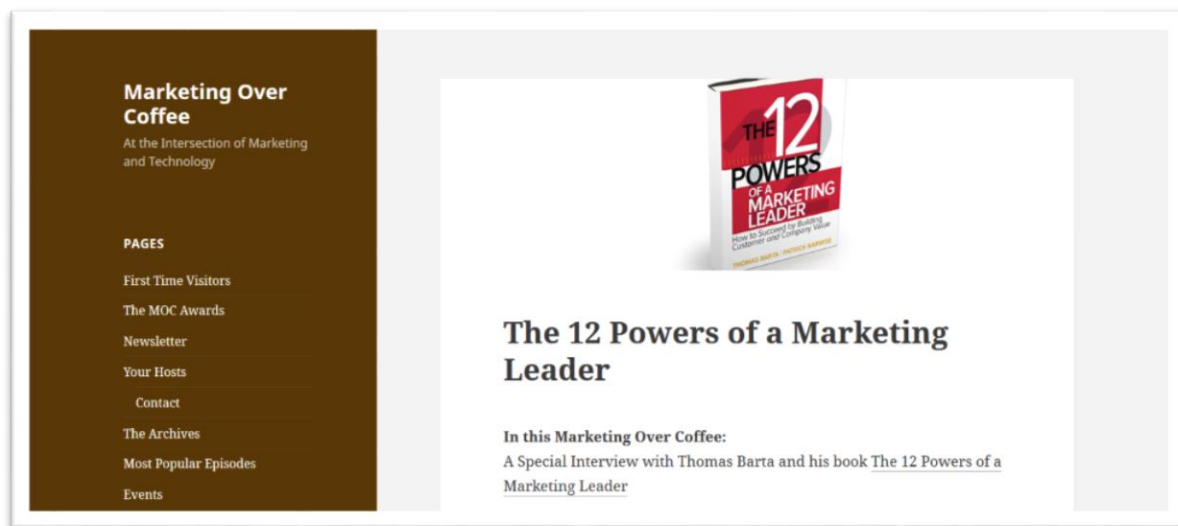 Marketing Over
Coffee
At the Intersection of Marketing
and Technology
PAGES
First Time Visitors
The MOC Awards
Newsletter
Your Hosts
Contact
The Archives
Most Popular Episodes
Events
THE 12
POWERS
OF A
MARKETING
LEADER
How to Succeed by Building
Customer and Company Value
THOMAS BARTA / PATRICK BARWISE
The 12 Powers of a Marketing
Leader
In this Marketing Over Coffee:
A Special Interview with Thomas Barta and his book The 12 Powers of a
Marketing Leader